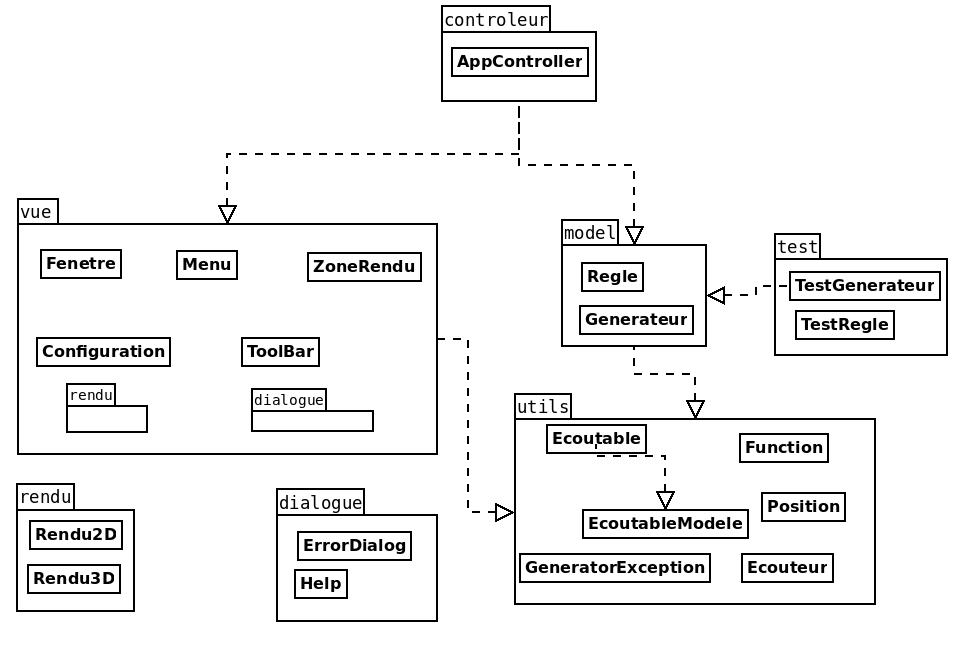 controleur
AppController
vue
Fenetre
Menu
ZoneRendu
Configuration
ToolBar
rendu
dialogue
model
Regle
Generateur
test
TestGenerateur
TestRegle
utils
Ecoutable
Function
Position
EcoutableModele
GeneratorException
Ecouteur
rendu
Rendu2D
Rendu3D
dialogue
ErrorDialog
Help